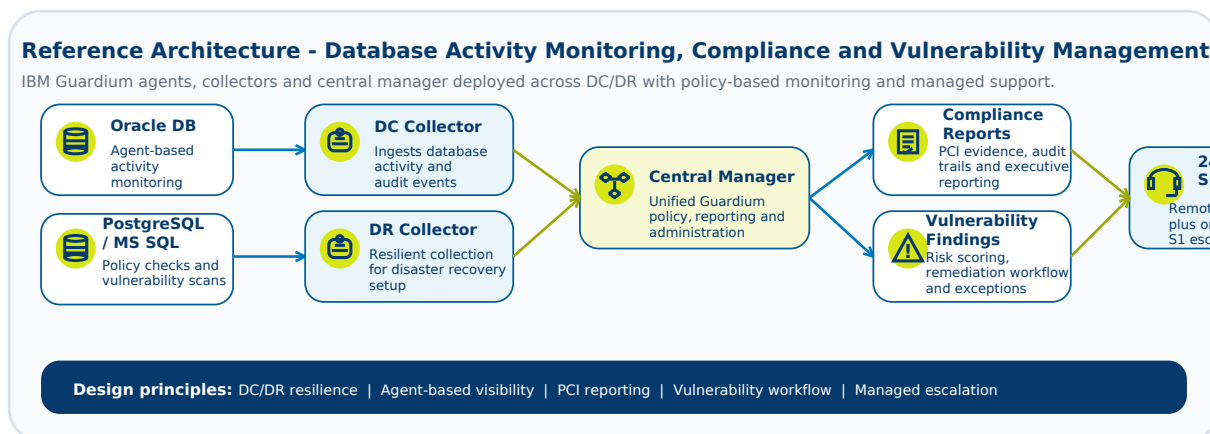 Reference Architecture - Database Activity Monitoring, Compliance and Vulnerability Management
IBM Guardium agents, collectors and central manager deployed across DC/DR with policy-based monitoring and managed support.
Oracle DB
Agent-based
activity
monitoring
PostgreSQL
/ MS SQL
Policy checks and
vulnerability scans
DC Collector
Ingests database
activity and
audit events
DR Collector
Resilient collection
for disaster recovery
setup
Central Manager
Unified Guardium
policy, reporting and
administration
Compliance
Reports
PCI evidence, audit
trails and executive
reporting
Vulnerability
Findings
Risk scoring,
remediation workflow
and exceptions
plus
S1
Design principles: DC/DR resilience | Agent-based visibility | PCI reporting | Vulnerability workflow | Managed escalation